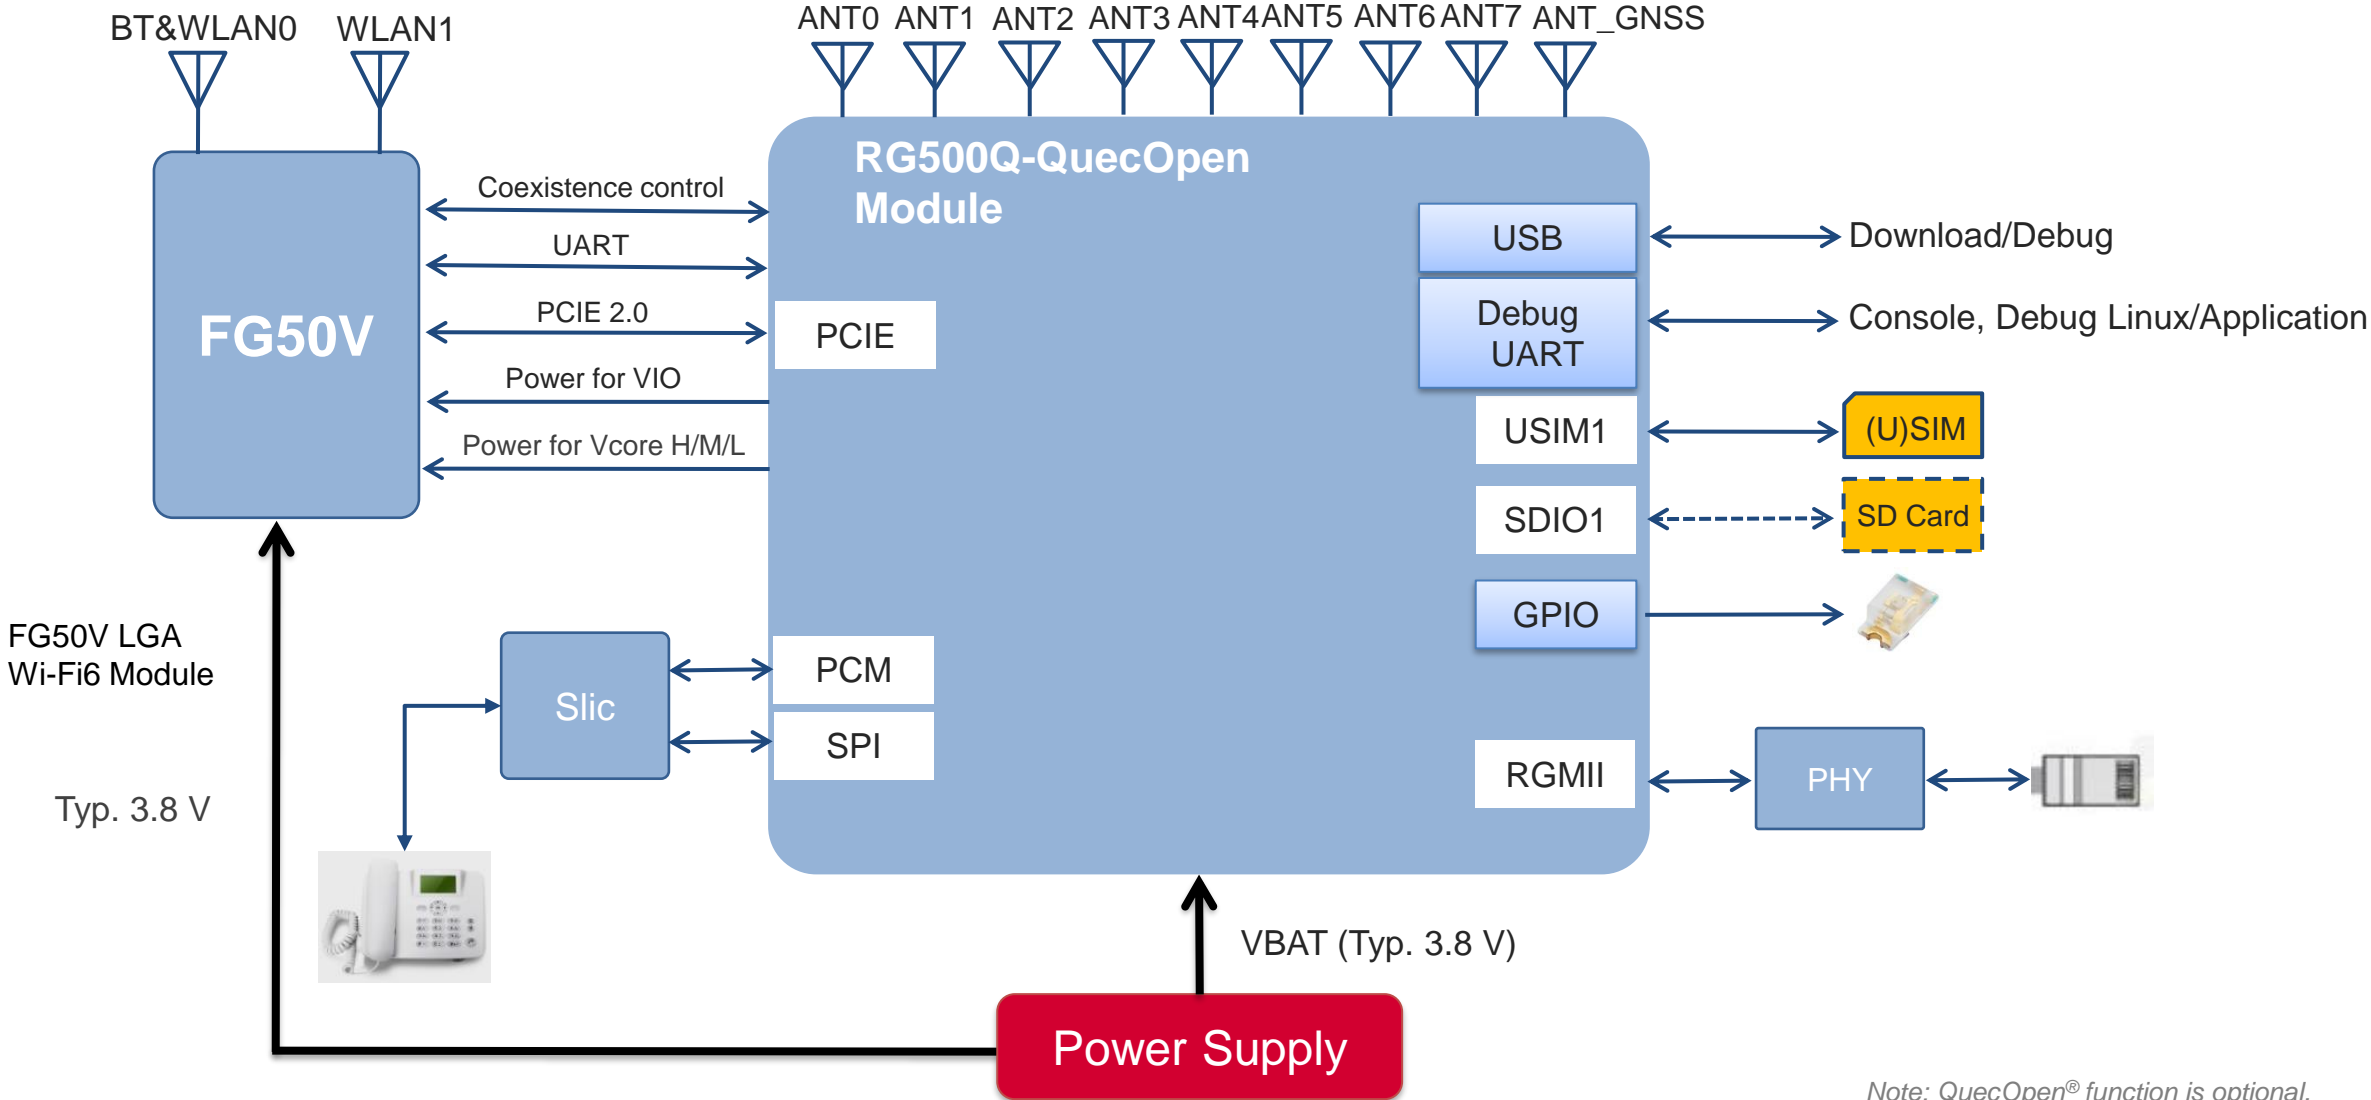 BT&WLAN0
WLAN1
ANT0
ANT1
ANT2
ANT3
ANT4
ANT5
ANT6
ANT7
ANT_GNSS
RG500Q-QuecOpen
Module
FG50V
Coexistence control
UART
PCIE 2.0
Power for VIO
Power for Vcore H/M/L
PCIE
USB
Debug
UART
USIM1
SDIO1
GPIO
RGMII
Download/Debug
Console, Debug Linux/Application
(U)SIM
SD Card
PHY
FG50V LGA
Wi-Fi6 Module
Typ. 3.8 V
Slic
PCM
SPI
VBAT (Typ. 3.8 V)
Power Supply
Note: QuecOpen® function is optional.